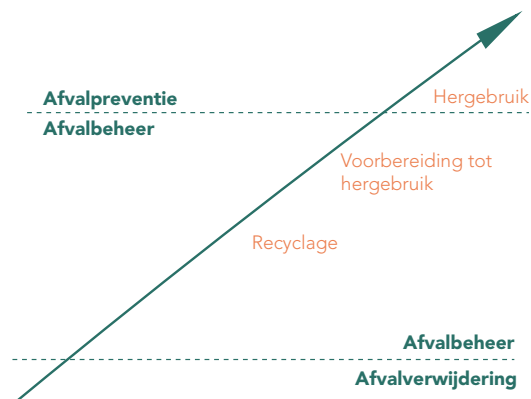 Afvalpreventie
Hergebruik
Afvalbeheer
Voorbereiding tot
hergebruik
Recyclage
Afvalbeheer
Afvalverwijdering